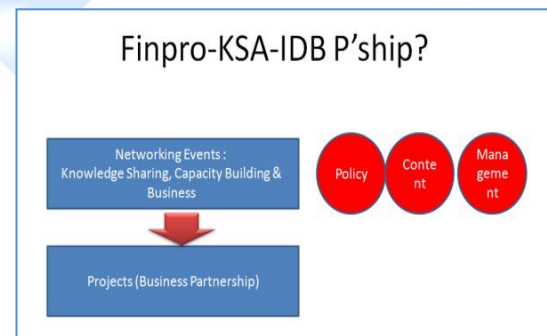 Finpro-KSA-IDB P'ship?
Networking Events :
Knowledge Sharing, Capacity Building &
Business
Policy
Conte
nt
Mana
geme
nt
Projects (Business Partnership)